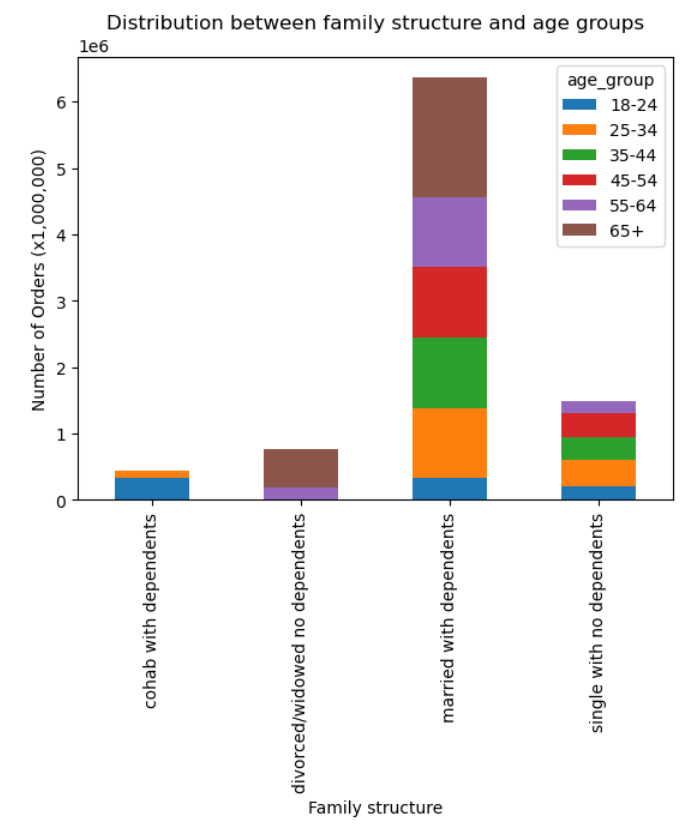 Distribution between family structure and age groups
1e6
age_group
18-24
25-34
35-44
45-54
55-64
65+
Number of Orders (x1,000,000)
6
5
4
3
2
1
0
cohab with dependents
divorced/widowed no dependents
married with dependents
single with no dependents
Family structure